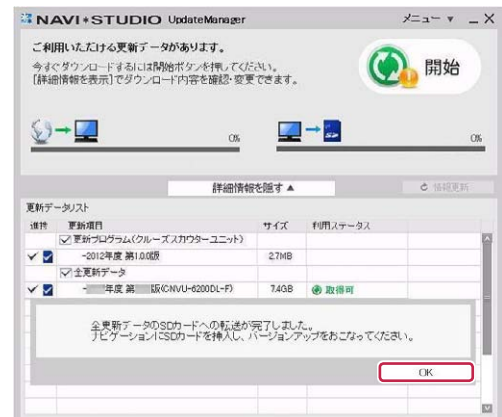 NAVI*STUDIO UpdateManager
メニュー ▼ _ X
ご利用いただける更新データがあります。
今すぐダウンロードするには開始ボタンを押してください。
[詳細情報を表示]でダウンロード内容を確認・変更できます。
開始
0%
0%
詳細情報を隠す ▲
情報更新
更新データリスト
進捗 更新項目 サイズ 利用ステータス
更新プログラム(クルーズスカウターユニット)
-2012年度 第1.0.0版 2.7MB
全更新データ
- 年度 第 版(CNVU-6200DL-F) 7.4GB 取得可
全更新データのSDカードへの転送が完了しました。
ナビゲーションにSDカードを挿入し、バージョンアップをおこなってください。
OK